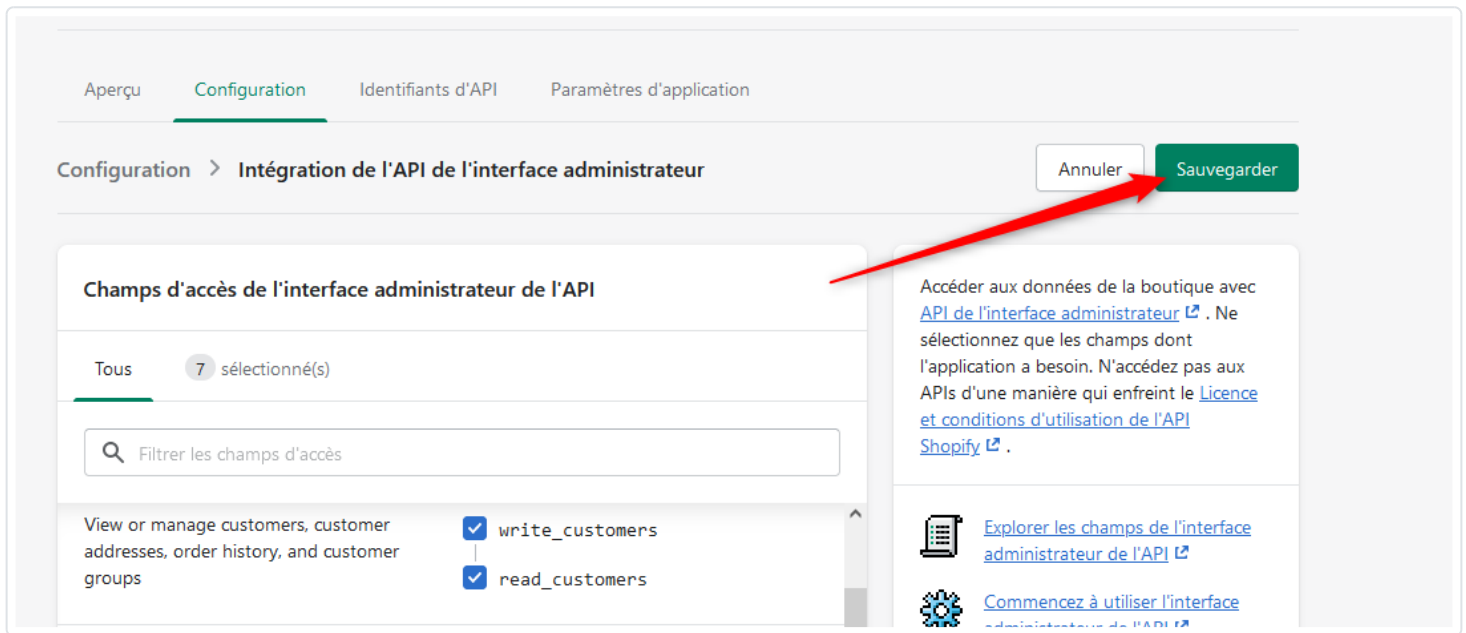 Aperçu Configuration Identifiants d'API Paramètres d'application
Configuration > Intégration de l'API de l'interface administrateur Annuler Sauvegarder
Champs d'accès de l'interface administrateur de l'API
Tous 7 sélectionné(s)
Filtrer les champs d'accès
View or manage customers, customer
addresses, order history, and customer
groups
write_customers
read_customers
Accéder aux données de la boutique avec
API de l'interface administrateur . Ne
sélectionnez que les champs dont
l'application a besoin. N'accédez pas aux
APIs d'une manière qui enfreint le Licence
et conditions d'utilisation de l'API
Shopify .
Explorer les champs de l'interface
administrateur de l'API
Commencez à utiliser l'interface
administrateur de l'API